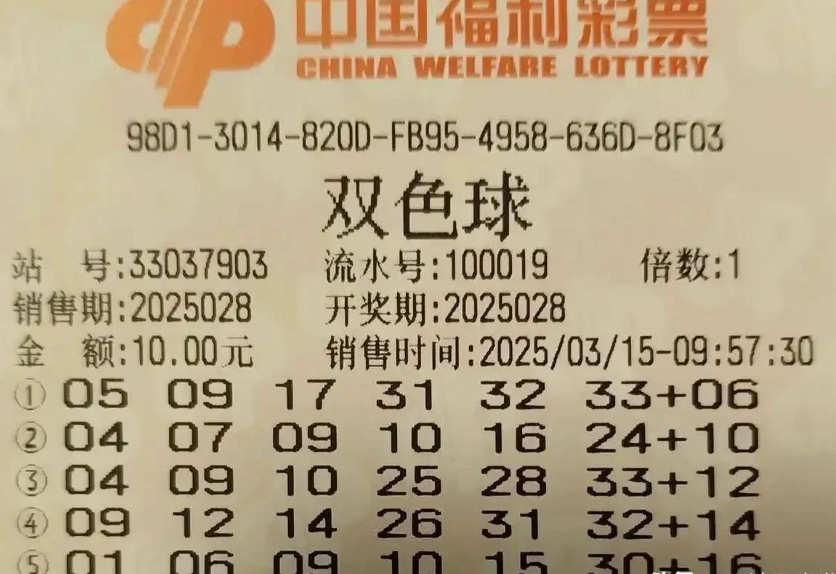 中国福利彩票
CHINA WELFARE LOTTERY
98D1-3014-820D-FB95-4958-636D-8F03
双色球
站 号:33037903 流水号:100019 倍数:1
销售期:2025028 开奖期:2025028
金 额:10.00元 销售时间:2025/03/15-09:57:30
① 05 09 17 31 32 33+06
② 04 07 09 10 16 24+10
③ 04 09 10 25 28 33+12
④ 09 12 14 26 31 32+14
⑤ 01 06 09 10 15 30+16